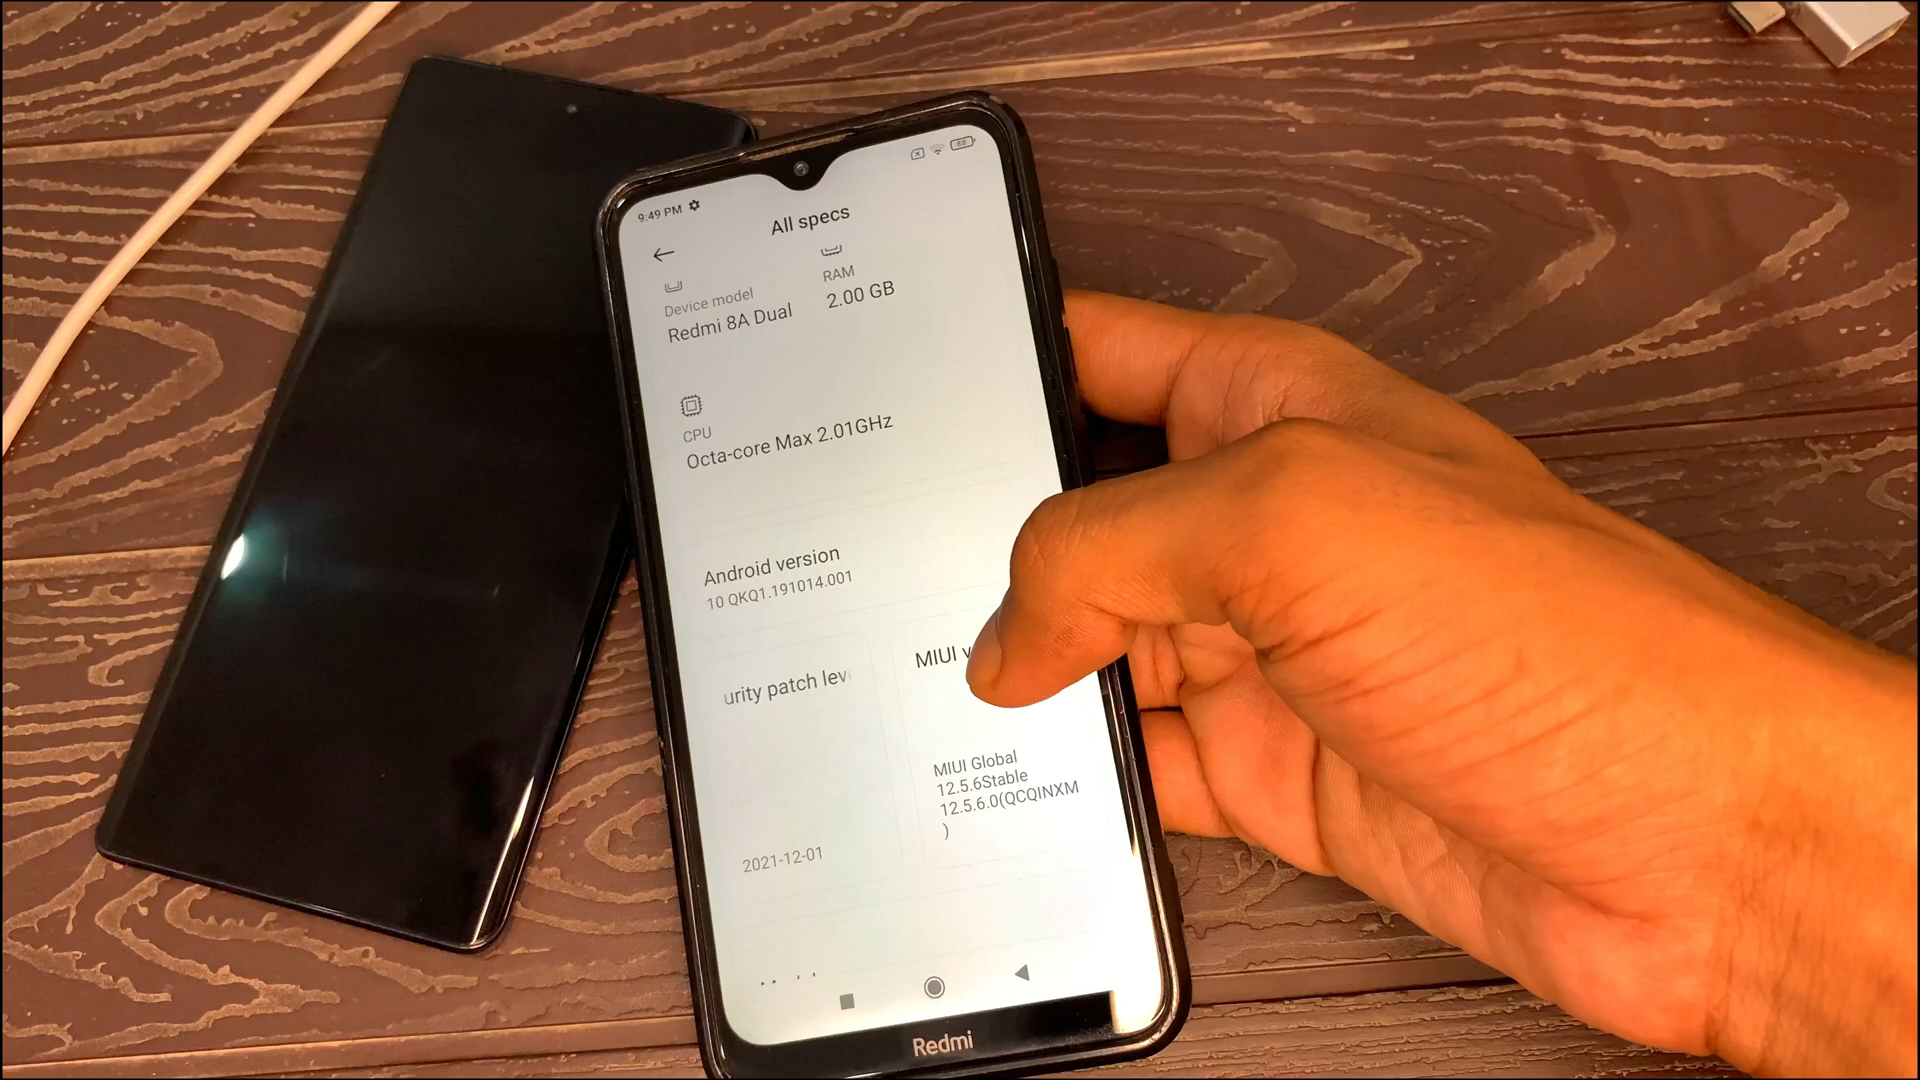 9:49 PM
88
All specs
Device model
Redmi 8A Dual
RAM
2.00 GB
CPU
Octa-core Max 2.01GHz
Android version
10 QKQ1.191014.001
urity patch lev
2021-12-01
MIUI v
MIUI Global
12.5.6Stable
12.5.6.0(QCQINXM
)
Redmi